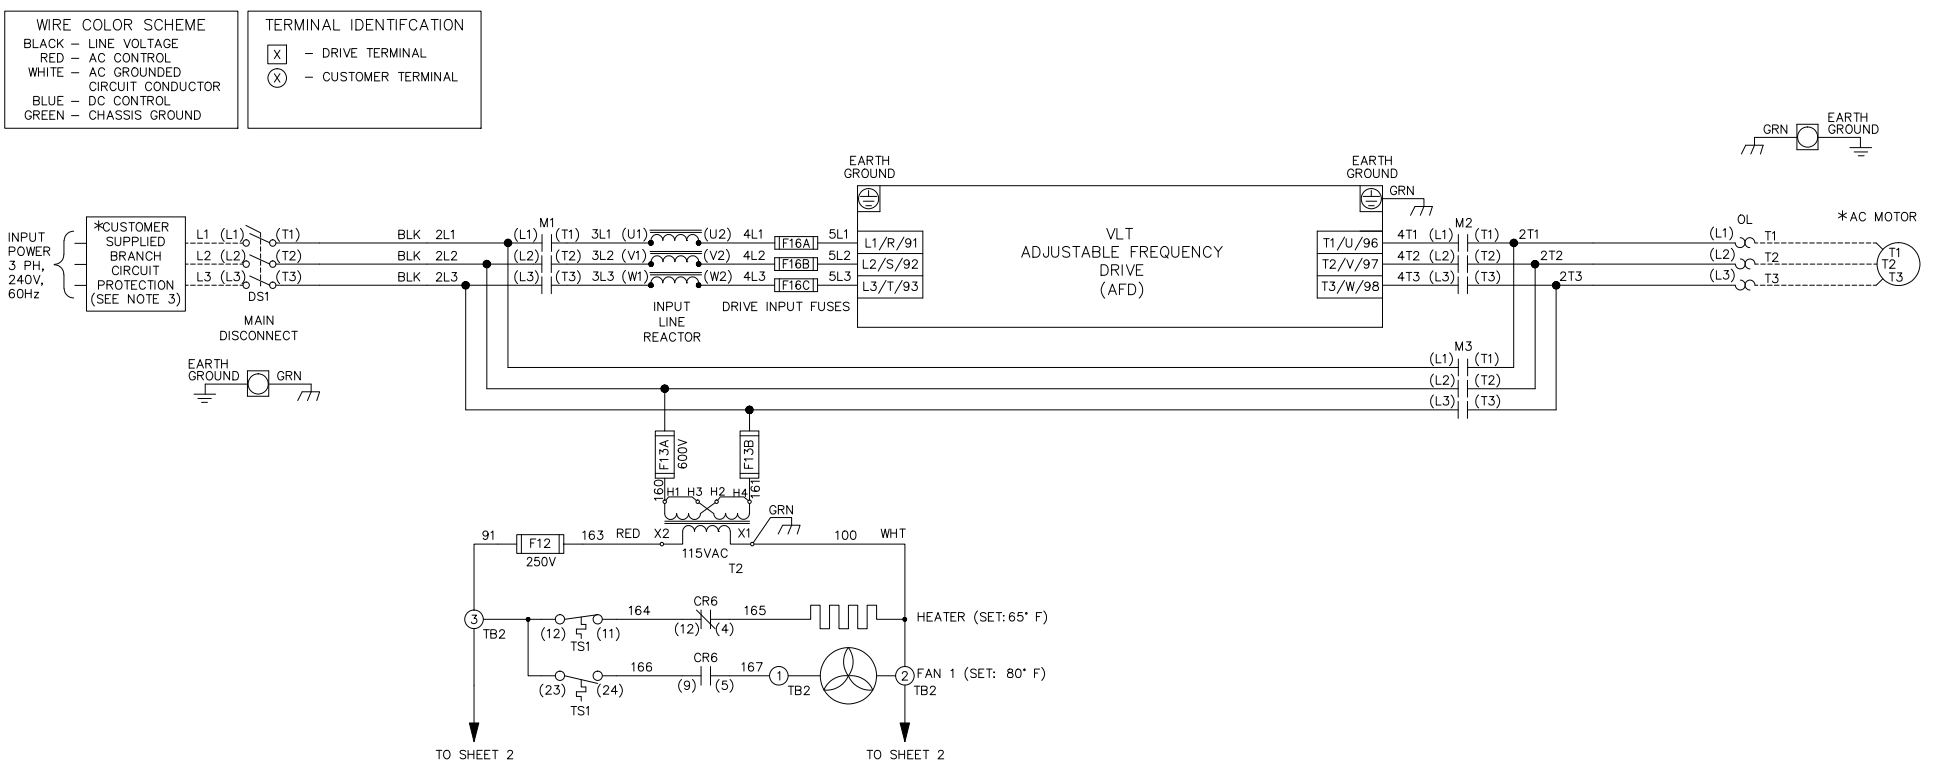 WIRE COLOR SCHEME
BLACK – LINE VOLTAGE
RED – AC CONTROL
WHITE – AC GROUNDED
CIRCUIT CONDUCTOR
BLUE – DC CONTROL
GREEN – CHASSIS GROUND
TERMINAL IDENTIFCATION
X – DRIVE TERMINAL
X – CUSTOMER TERMINAL
GRN
EARTH
GROUND
EARTH
GROUND
EARTH
GROUND
GRN
INPUT
POWER
3 PH,
240V,
60Hz
*CUSTOMER
SUPPLIED
BRANCH
CIRCUIT
PROTECTION
(SEE NOTE 3)
L1 (L1) (T1) BLK 2L1 (L1) M1 (T1) 3L1 (U1) (U2) 4L1 F16A 5L1 L1/R/91
L2 (L2) (T2) BLK 2L2 (L2) (T2) 3L2 (V1) (V2) 4L2 F16B 5L2 L2/S/92
L3 (L3) (T3) BLK 2L3 (L3) (T3) 3L3 (W1) (W2) 4L3 F16C 5L3 L3/T/93
DS1
MAIN
DISCONNECT
INPUT
LINE
REACTOR
DRIVE INPUT FUSES
VLT
ADJUSTABLE FREQUENCY
DRIVE
(AFD)
T1/U/96 4T1 (L1) M2 (T1) 2T1 (L1) OL T1
T2/V/97 4T2 (L2) (T2) 2T2 (L2) T2
T3/W/98 4T3 (L3) (T3) 2T3 (L3) T3
*AC MOTOR
T1
T2
T3
M3
(L1) (T1)
(L2) (T2)
(L3) (T3)
EARTH
GROUND
GRN
F13A
600V
F13B
160
161
H1 H3 H2 H4
GRN
91 F12 163 RED X2 X1 100 WHT
250V
115VAC
T2
3
TB2
(12) (11)
TS1
164
CR6
(12) (4)
165
HEATER (SET:65° F)
(23) (24)
TS1
166
CR6
(9) (5)
167
1
TB2
2
TB2
FAN 1 (SET: 80° F)
TO SHEET 2
TO SHEET 2